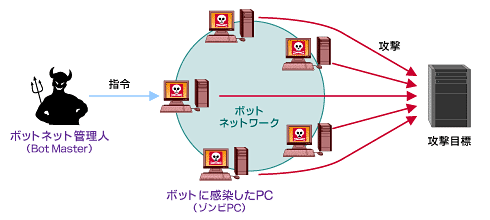 攻撃
指令
ボット
ネットワーク
ボットネット管理人
（Bot Master）
攻撃目標
ボットに感染したPC
（ゾンビPC）